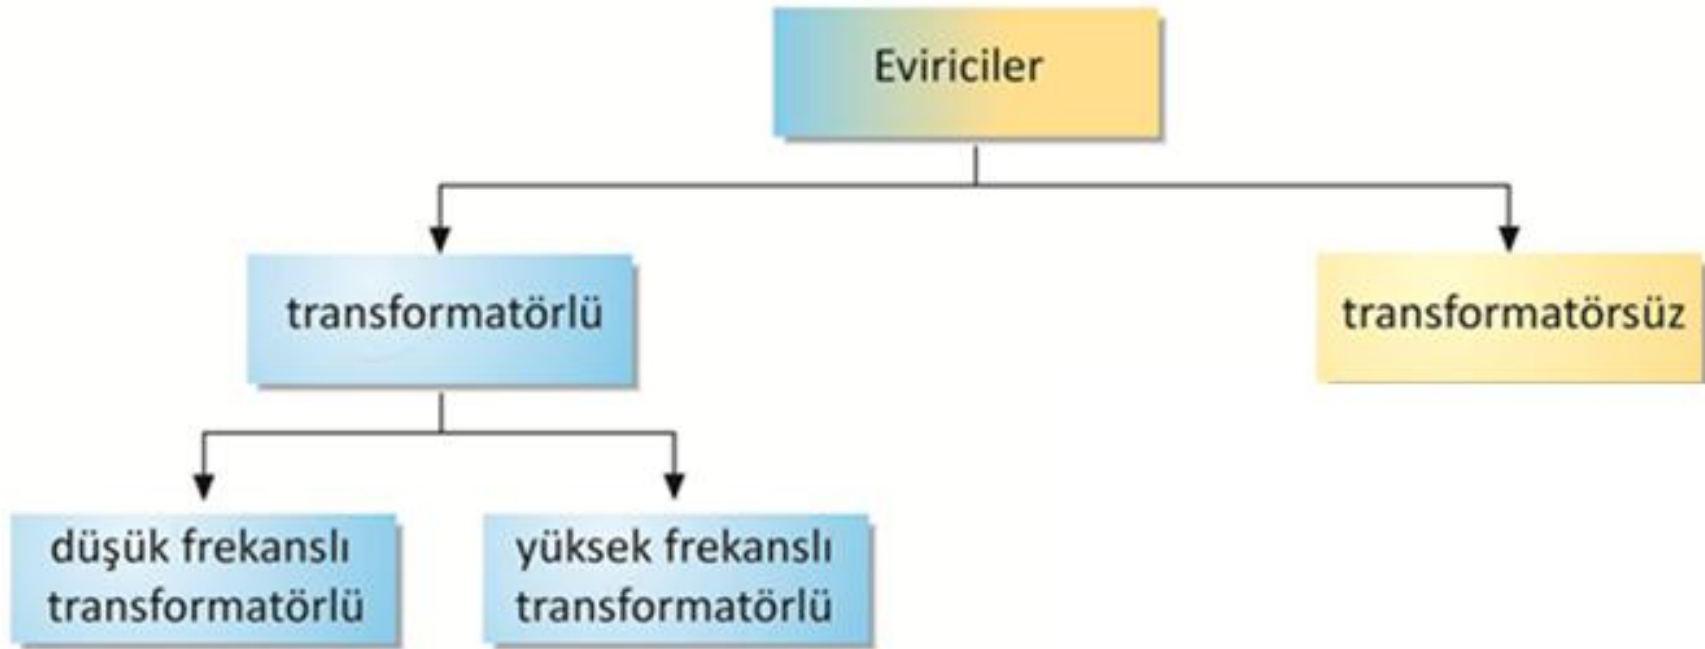 Eviriciler
transformatörlü
transformatörsüz
düşük frekanslı
transformatörlü
yüksek frekanslı
transformatörlü